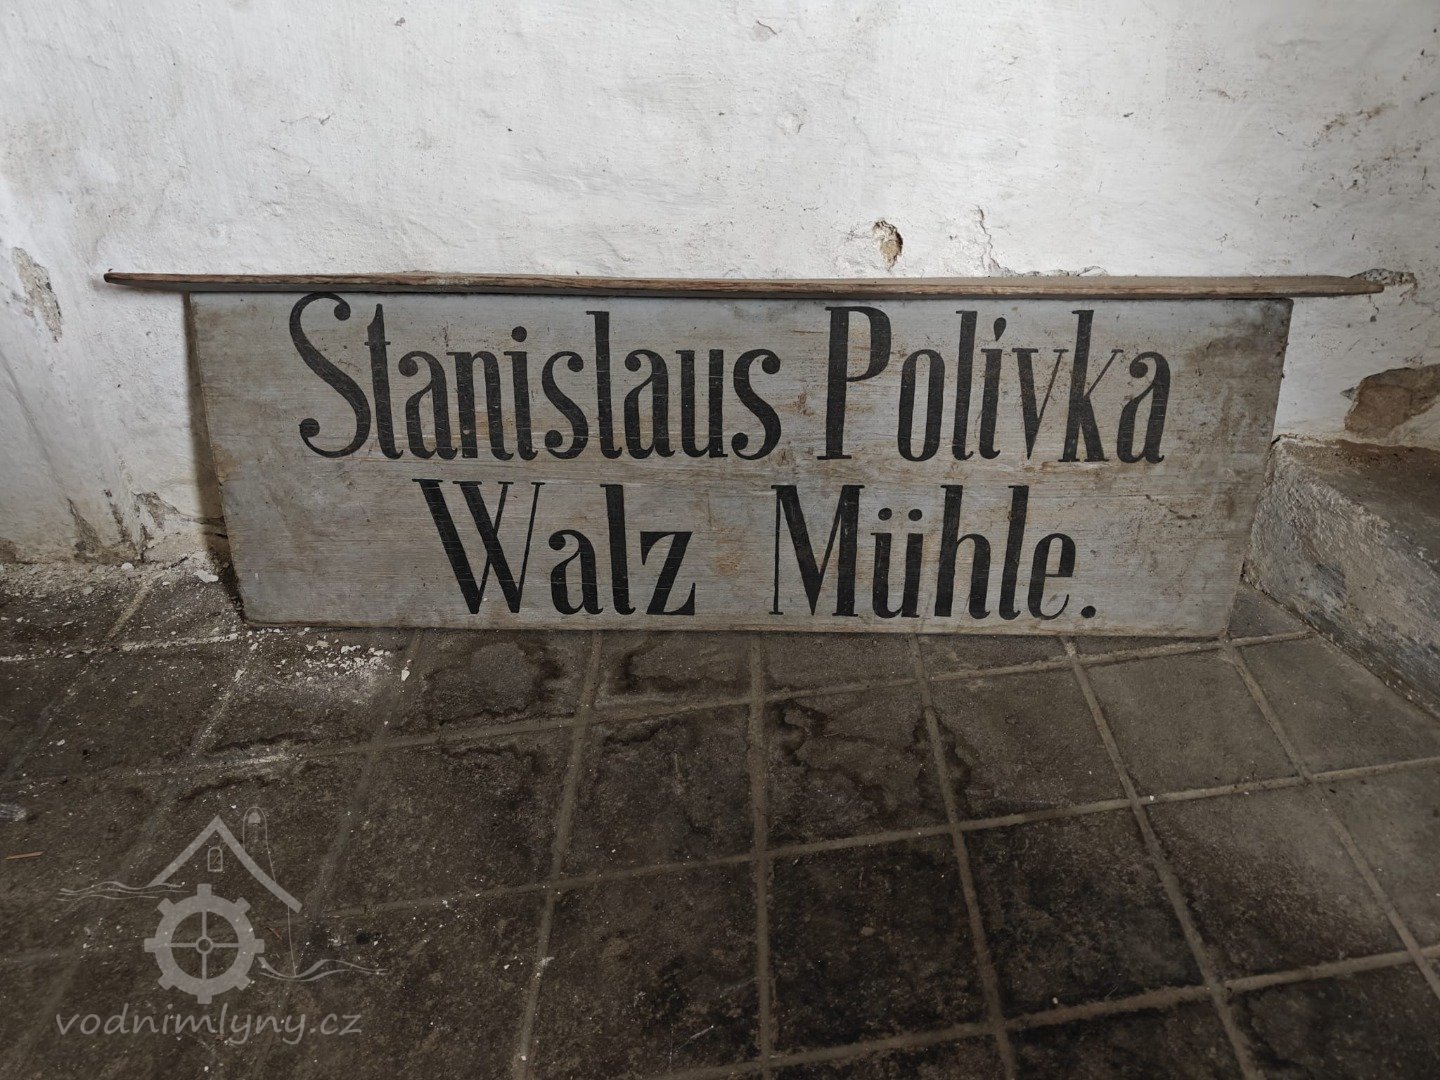 Stanislaus Polívka
Walz Mühle.
vodnimlyny.cz